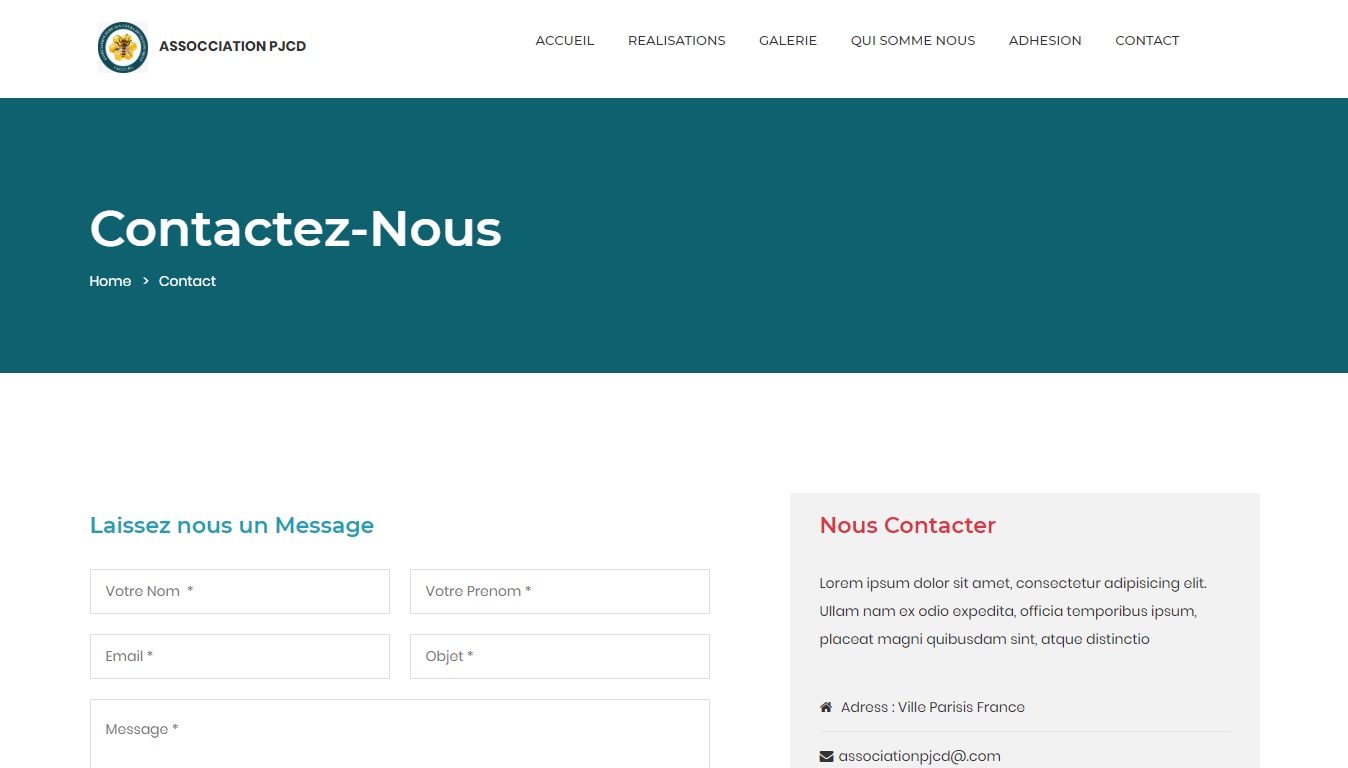 ASSOCCIATION PJCD
ACCUEIL REALISATIONS GALERIE QUI SOMME NOUS ADHESION CONTACT
Contactez-Nous
Home > Contact
Laissez nous un Message
Votre Nom *
Votre Prenom *
Email *
Objet *
Message *
Nous Contacter
Lorem ipsum dolor sit amet, consectetur adipisicing elit.
Ullam nam ex odio expedita, officia temporibus ipsum,
placeat magni quibusdam sint, atque distinctio
Adress : Ville Parisis France
associationpjcd@.com